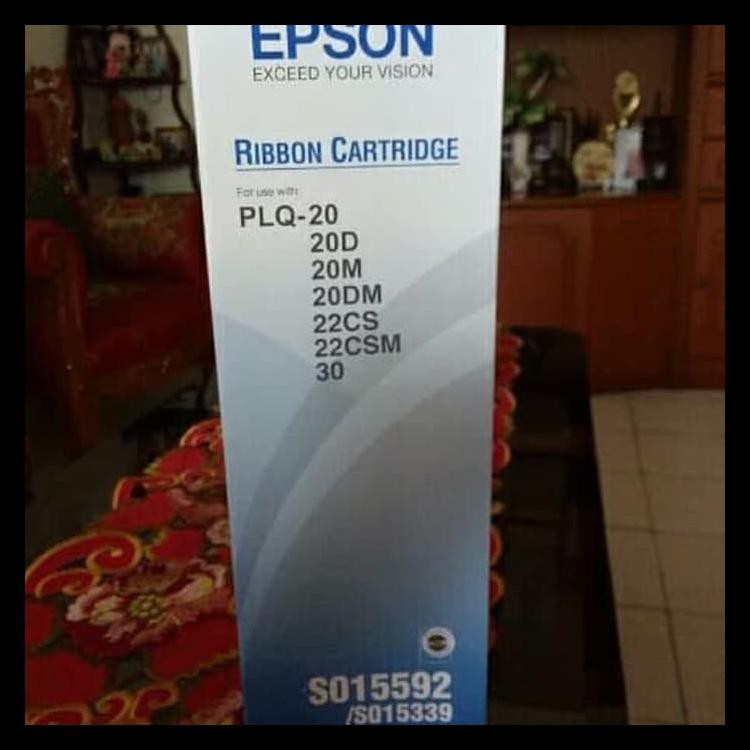 EPSON
EXCEED YOUR VISION
RIBBON CARTRIDGE
For use with:
PLQ-20
20D
20M
20DM
22CS
22CSM
30
S015592
/S015339